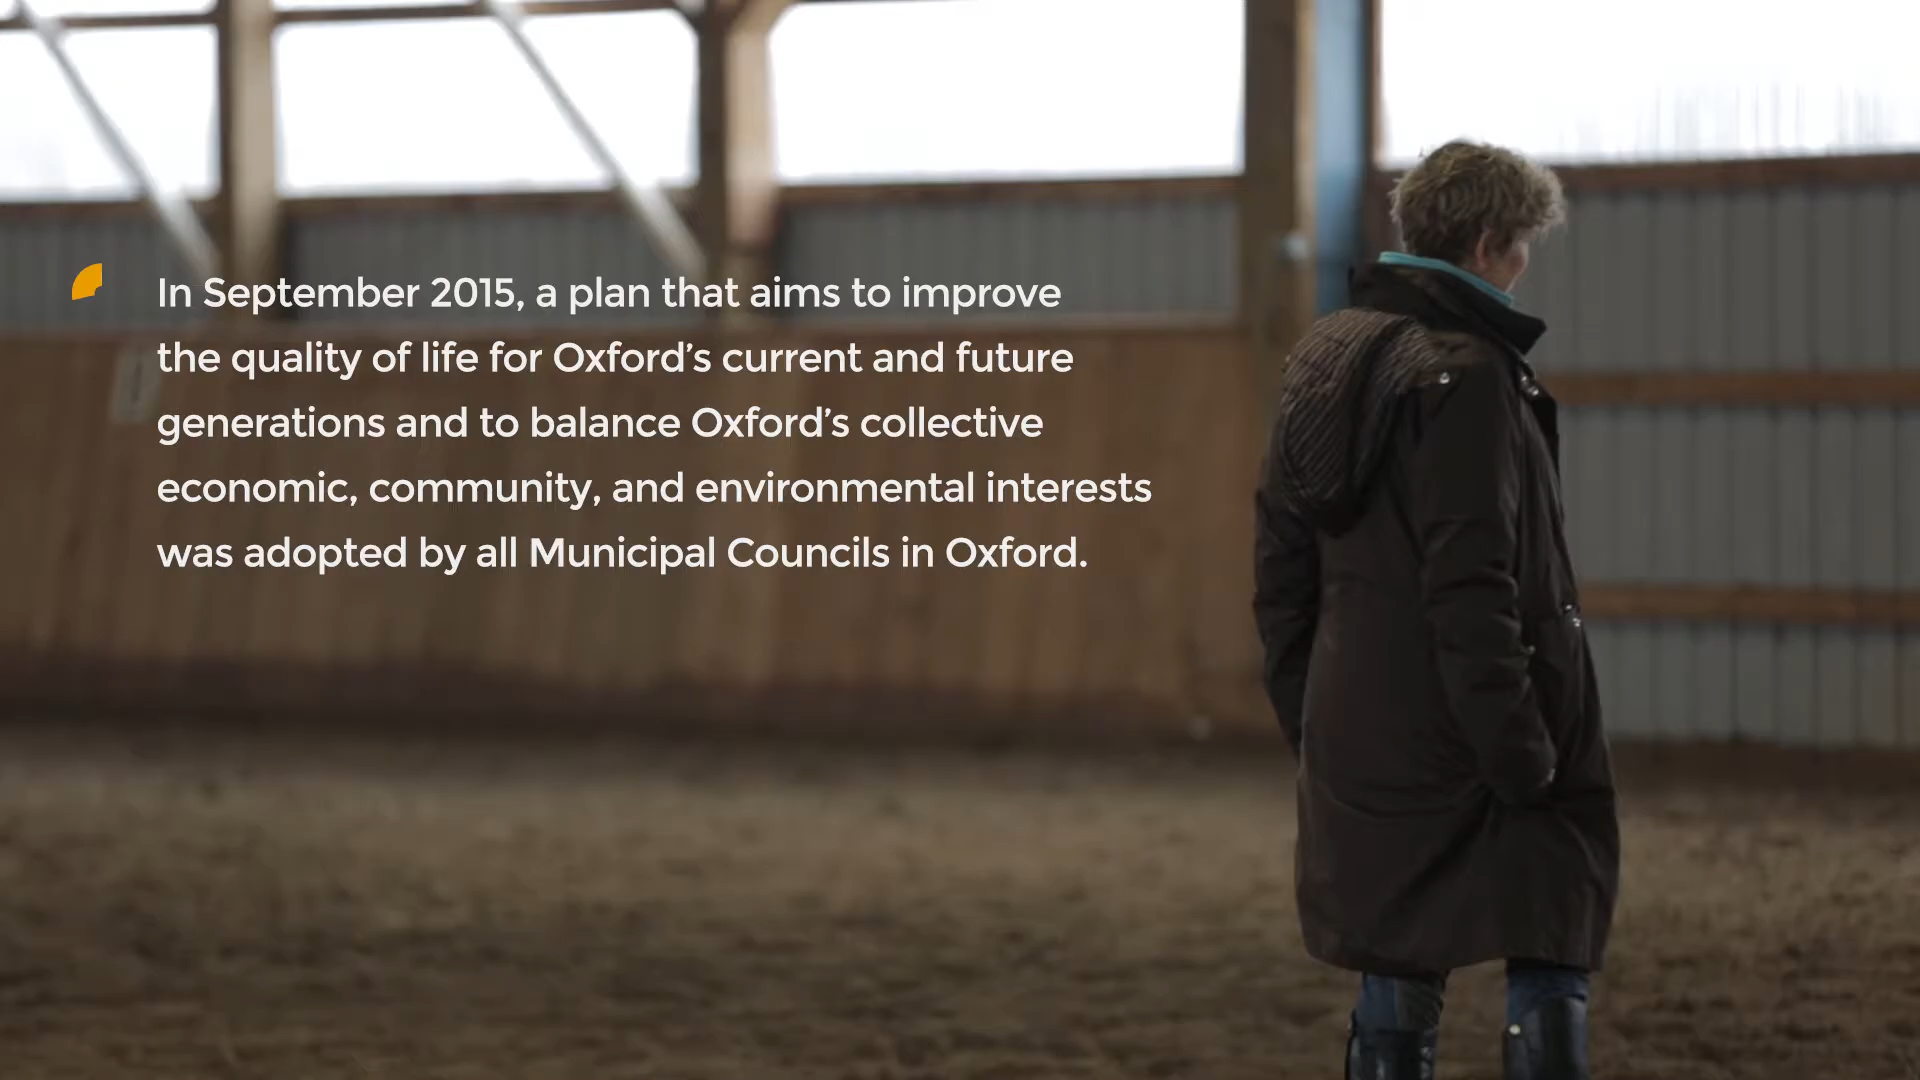 In September 2015, a plan that aims to improve
the quality of life for Oxford’s current and future
generations and to balance Oxford’s collective
economic, community, and environmental interests
was adopted by all Municipal Councils in Oxford.